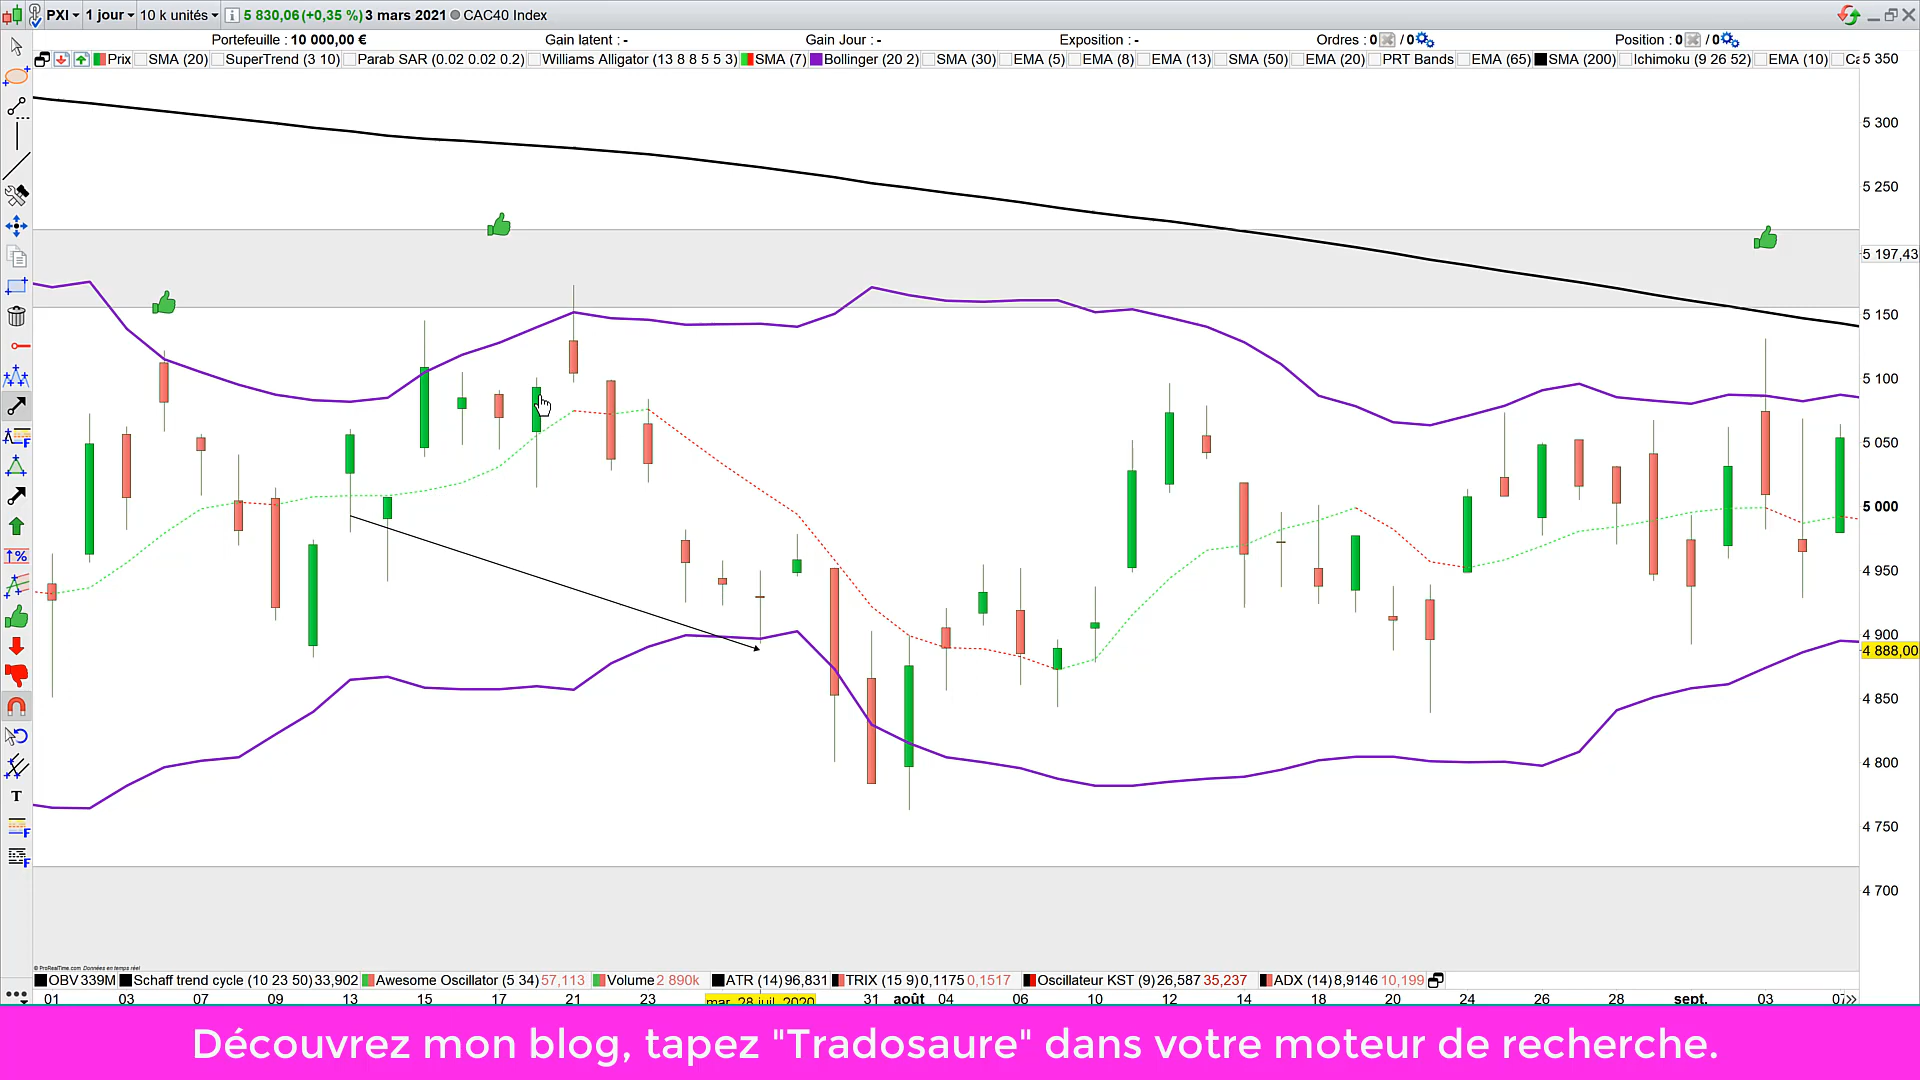 PXI 1 jour 10 k unités 5 830,06 (+0,35 %) 3 mars 2021 CAC40 Index
Portefeuille : 10 000,00 € Gain latent : - Gain Jour : - Exposition : - Ordres : 0 / 0 Position : 0 / 0
Prix SMA (20) SuperTrend (3 10) Parab SAR (0.02 0.02 0.2) Williams Alligator (13 8 8 5 5 3) SMA (7) Bollinger (20 2) SMA (30) EMA (5) EMA (8) EMA (13) SMA (50) EMA (20) PRT Bands EMA (65) SMA (200) Ichimoku (9 26 52) EMA (10) Ca
5 350
5 300
5 250
5 197,43
5 150
5 100
5 050
5 000
4 950
4 900
4 888,00
4 850
4 800
4 750
4 700
T
© ProRealTime.com Données en temps réel
OBV 339M Schaff trend cycle (10 23 50) 33,902 Awesome Oscillator (5 34) 57,113 Volume 2 890k ATR (14) 96,831 TRIX (15 9) 0,1175 0,1517 Oscillateur KST (9) 26,587 35,237 ADX (14) 8,9146 10,199
01 03 07 09 13 15 17 21 23 mar. 28 juil. 2020 31 août 04 06 10 12 14 18 20 24 26 28 sept. 03 07
Découvrez mon blog, tapez "Tradosaure" dans votre moteur de recherche.